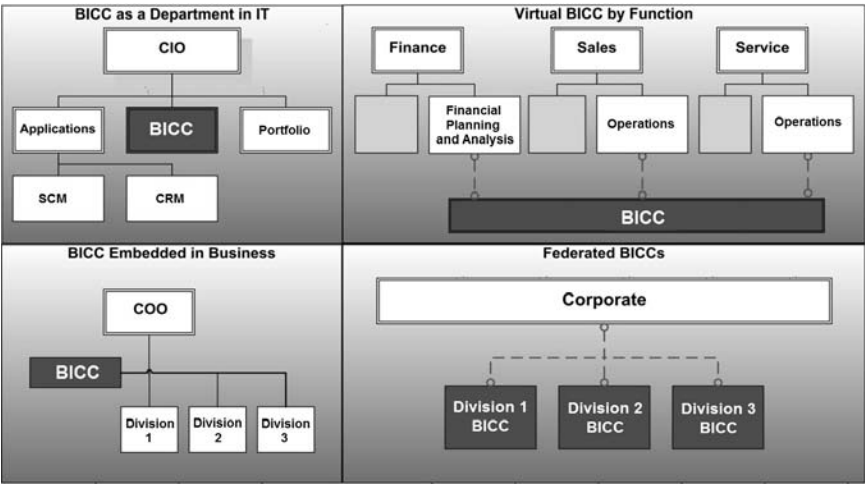 BICC as a Department in IT
CIO
Applications
BICC
Portfolio
SCM
CRM
Virtual BICC by Function
Finance
Sales
Service
Financial
Planning
and Analysis
Operations
Operations
BICC
BICC Embedded in Business
COO
BICC
Division
1
Division
2
Division
3
Federated BICCs
Corporate
Division 1
BICC
Division 2
BICC
Division 3
BICC